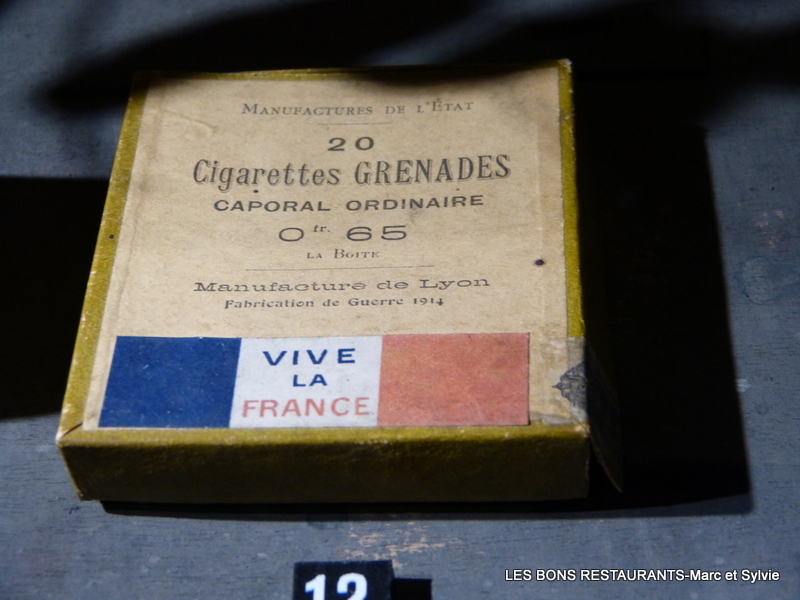 MANUFACTURES DE L'ÉTAT
20
Cigarettes GRENADES
CAPORAL ORDINAIRE
0 fr. 65
LA BOITE
Manufacture de Lyon
Fabrication de Guerre 1914
VIVE
LA
FRANCE
12
LES BONS RESTAURANTS-Marc et Sylvie